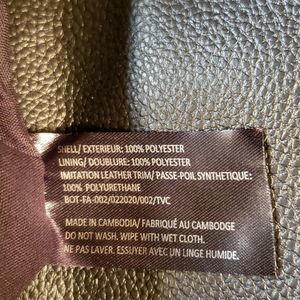 SHELL/ EXTERIEUR: 100% POLYESTER
LINING/ DOUBLURE: 100% POLYESTER
IMITATION LEATHER TRIM/ PASSE-POIL SYNTHETIQUE:
100% POLYURETHANE
BOT-FA-002/022020/002/TVC
MADE IN CAMBODIA/ FABRIQUÉ AU CAMBODGE
DO NOT WASH. WIPE WITH WET CLOTH.
NE PAS LAVER. ESSUYER AVEC UN LINGE HUMIDE.